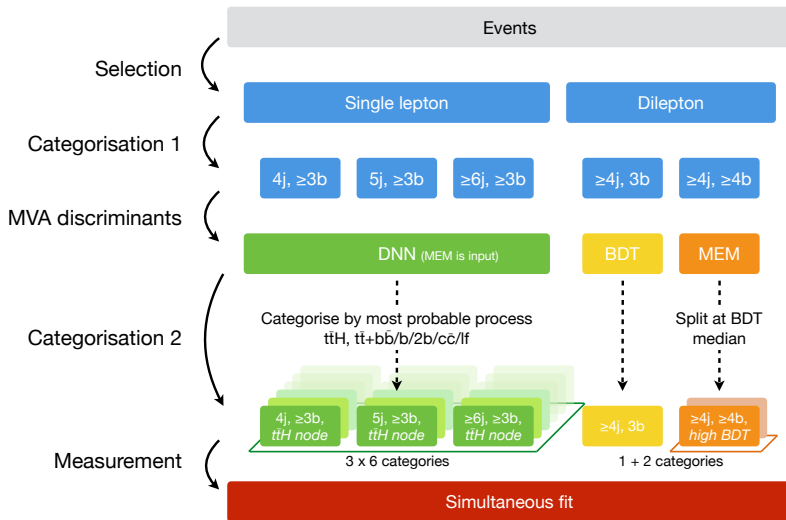 Events
Selection
Single lepton
Dilepton
Categorisation 1
4j, ≥3b
5j, ≥3b
≥6j, ≥3b
≥4j, 3b
≥4j, ≥4b
MVA discriminants
DNN (MEM is input)
BDT
MEM
Categorisation 2
Categorise by most probable process
tt̄H, tt̄+bb̄/b/2b/cc̄/lf
Split at BDT
median
4j, ≥3b,
tt̄H node
5j, ≥3b,
tt̄H node
≥6j, ≥3b,
tt̄H node
≥4j, 3b
≥4j, ≥4b,
high BDT
Measurement
3 x 6 categories
1 + 2 categories
Simultaneous fit